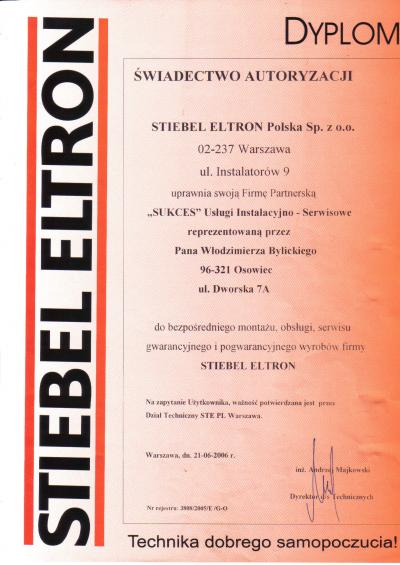 DYPLOM
STIEBEL ELTRON
ŚWIADECTWO AUTORYZACJI
STIEBEL ELTRON Polska Sp. z o.o.
02-237 Warszawa
ul. Instalatorów 9
uprawnia swoją Firmę Partnerską
„SUKCES” Usługi Instalacyjno - Serwisowe
reprezentowaną przez
Pana Włodzimierza Bylickiego
96-321 Osowiec
ul. Dworska 7A
do bezpośredniego montażu, obsługi, serwisu
gwarancyjnego i pogwarancyjnego wyrobów firmy
STIEBEL ELTRON
Na zapytanie Użytkownika, ważność potwierdzana jest przez
Dział Techniczny STE PL Warszawa.
Warszawa, dn. 21-06-2006 r.
inż. Andrzej Majkowski
Dyrektor d/s Technicznych
Nr rejestru: 3808/2005/E /G-O
Technika dobrego samopoczucia!